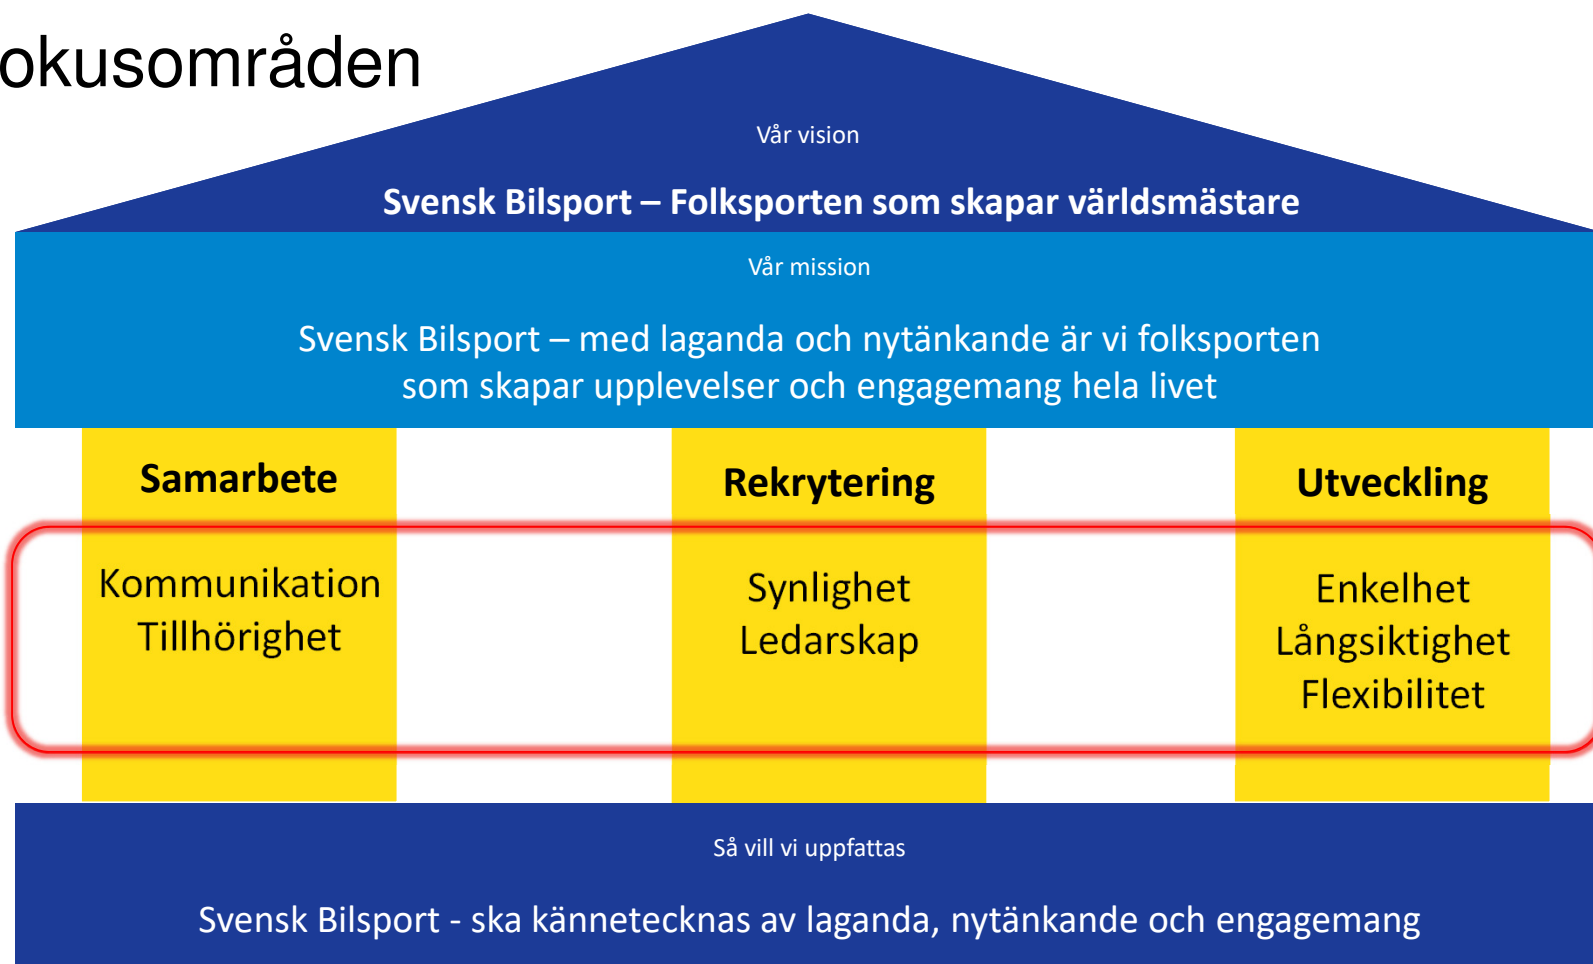 okusområden
Vår vision
Svensk Bilsport – Folksporten som skapar världsmästare
Vår mission
Svensk Bilsport – med laganda och nytänkande är vi folksporten
som skapar upplevelser och engagemang hela livet
Samarbete
Kommunikation
Tillhörighet
Rekrytering
Synlighet
Ledarskap
Utveckling
Enkelhet
Långsiktighet
Flexibilitet
Så vill vi uppfattas
Svensk Bilsport - ska kännetecknas av laganda, nytänkande och engagemang